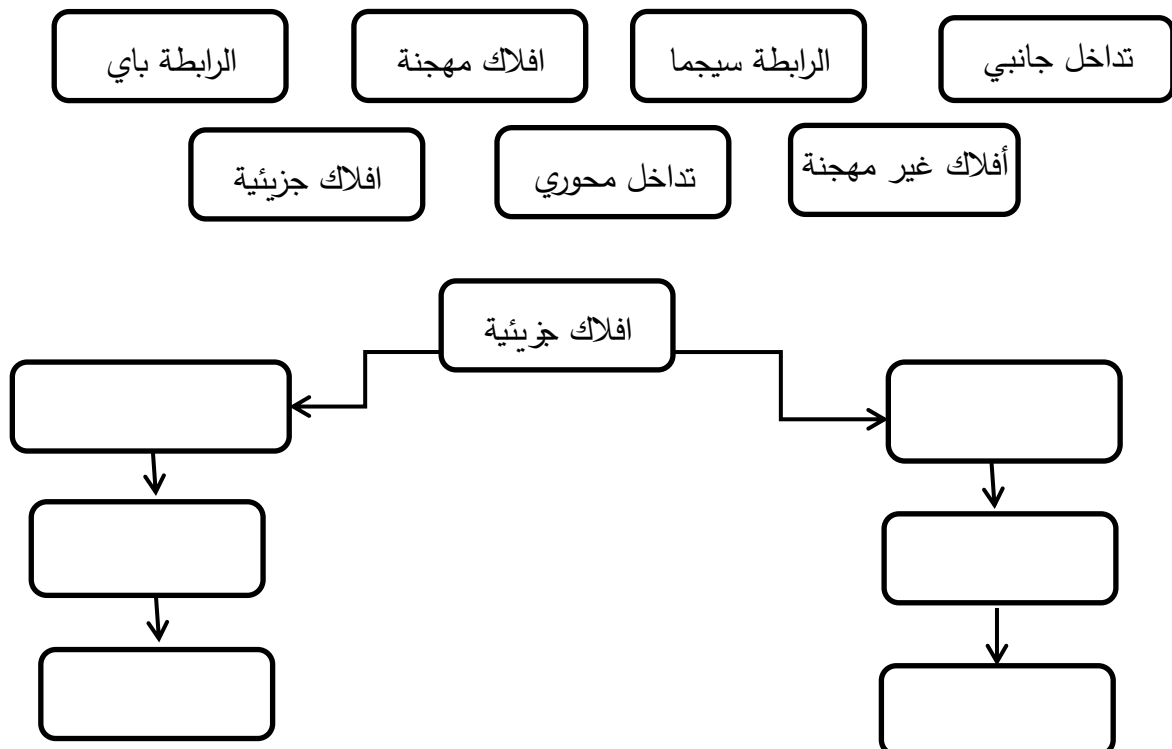 تداخل جانبي
الرابطة سيجما
افلاك مهجنة
الرابطة باي
أفلاك غير مهجنة
تداخل محوري
افلاك جزيئية
افلاك جزيئية